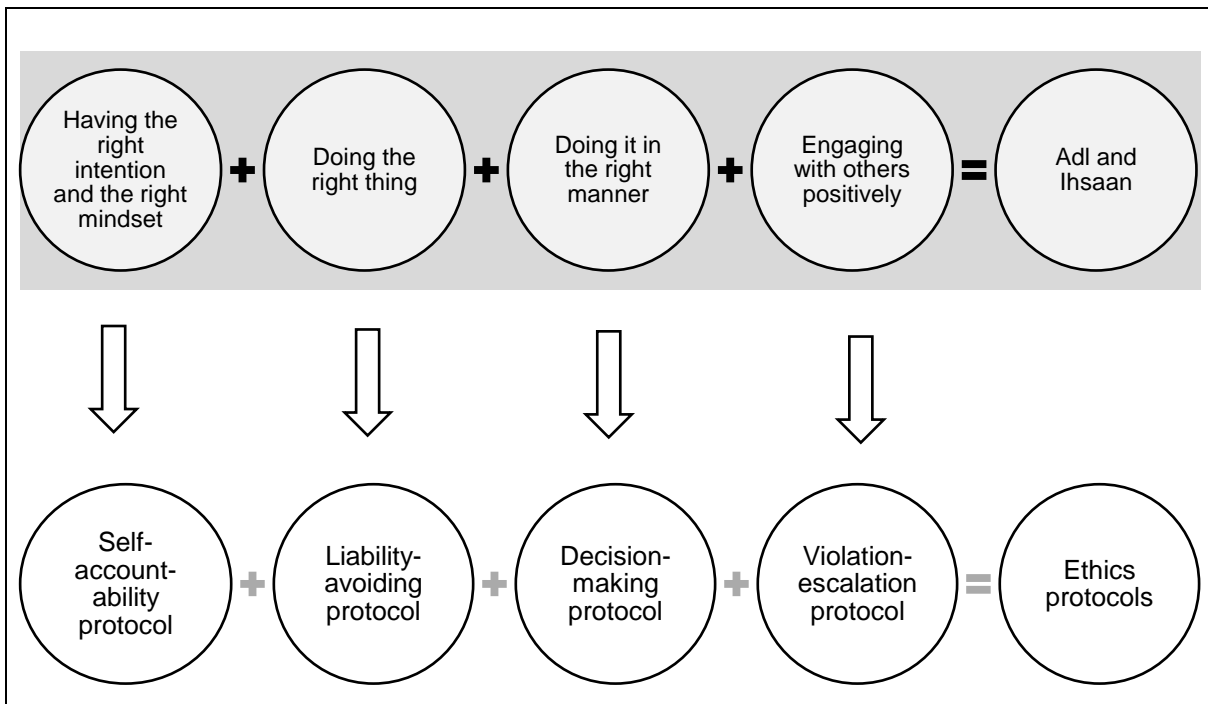 Having the
right
intention
and the right
mindset
+
Doing the
right thing
+
Doing it in
the right
manner
+
Engaging
with others
positively
=
Adl and
Ihsaan
Self-
account-
ability
protocol
+
Liability-
avoiding
protocol
+
Decision-
making
protocol
+
Violation-
escalation
protocol
=
Ethics
protocols